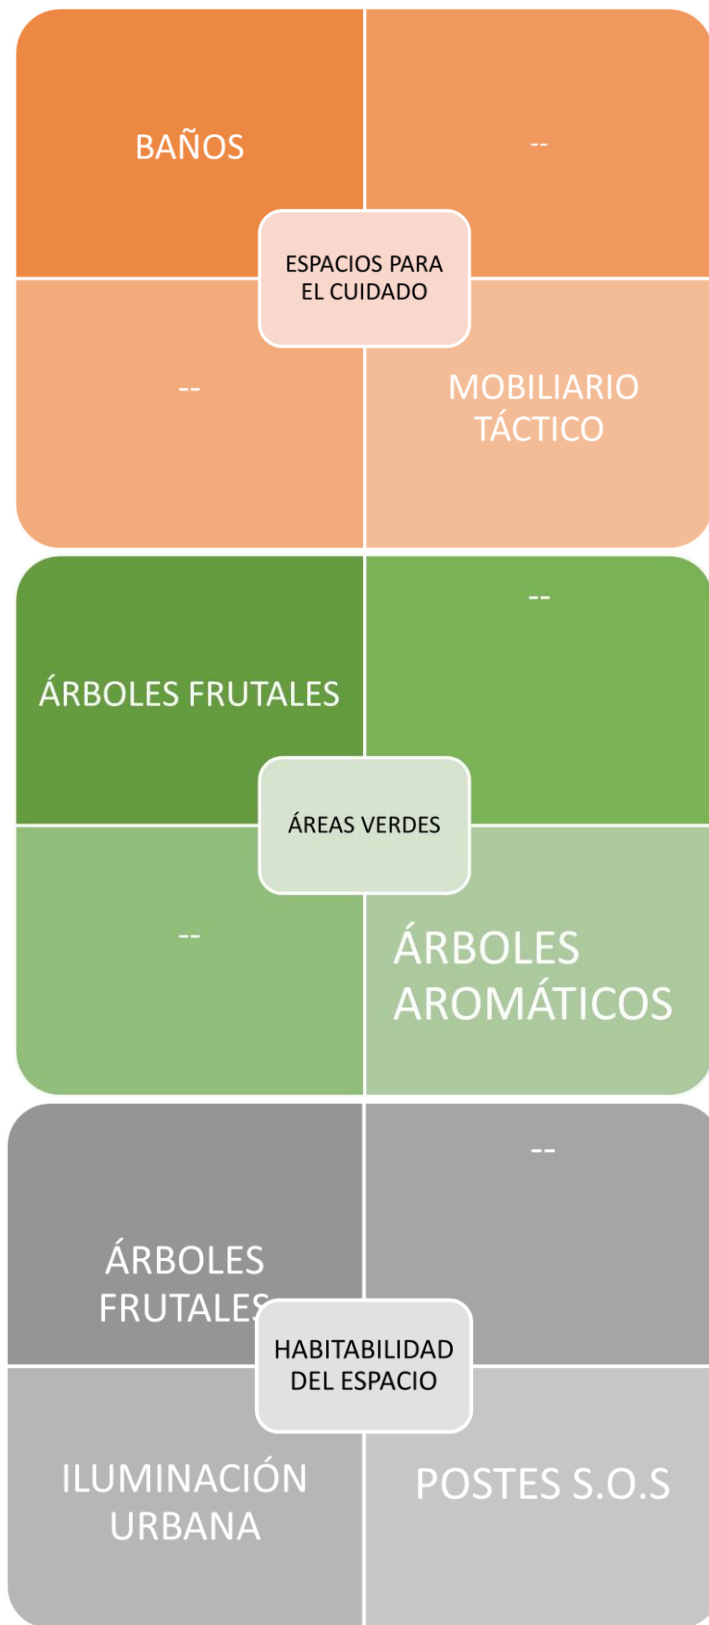 BAÑOS
--
ESPACIOS PARA
EL CUIDADO
--
MOBILIARIO
TÁCTICO
ÁRBOLES FRUTALES
--
ÁREAS VERDES
--
ÁRBOLES
AROMÁTICOS
ÁRBOLES
FRUTALES
--
HABITABILIDAD
DEL ESPACIO
ILUMINACIÓN
URBANA
POSTES S.O.S